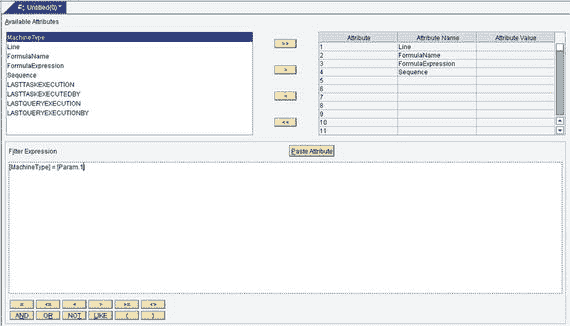 Untitled(0) *
Available Attributes
MachineType
Line
FormulaName
FormulaExpression
Sequence
LASTTASKEXECUTION
LASTTASKEXECUTEDBY
LASTQUERYEXECUTION
LASTQUERYEXECUTIONBY
>>
>
<
<<
Attribute Attribute Name Attribute Value
1 Line
2 FormulaName
3 FormulaExpression
4 Sequence
5
6
7
8
9
10
11
Filter Expression
Paste Attribute
[MachineType] = [Param.1]
= <= < > >= <>
AND OR NOT LIKE ( )